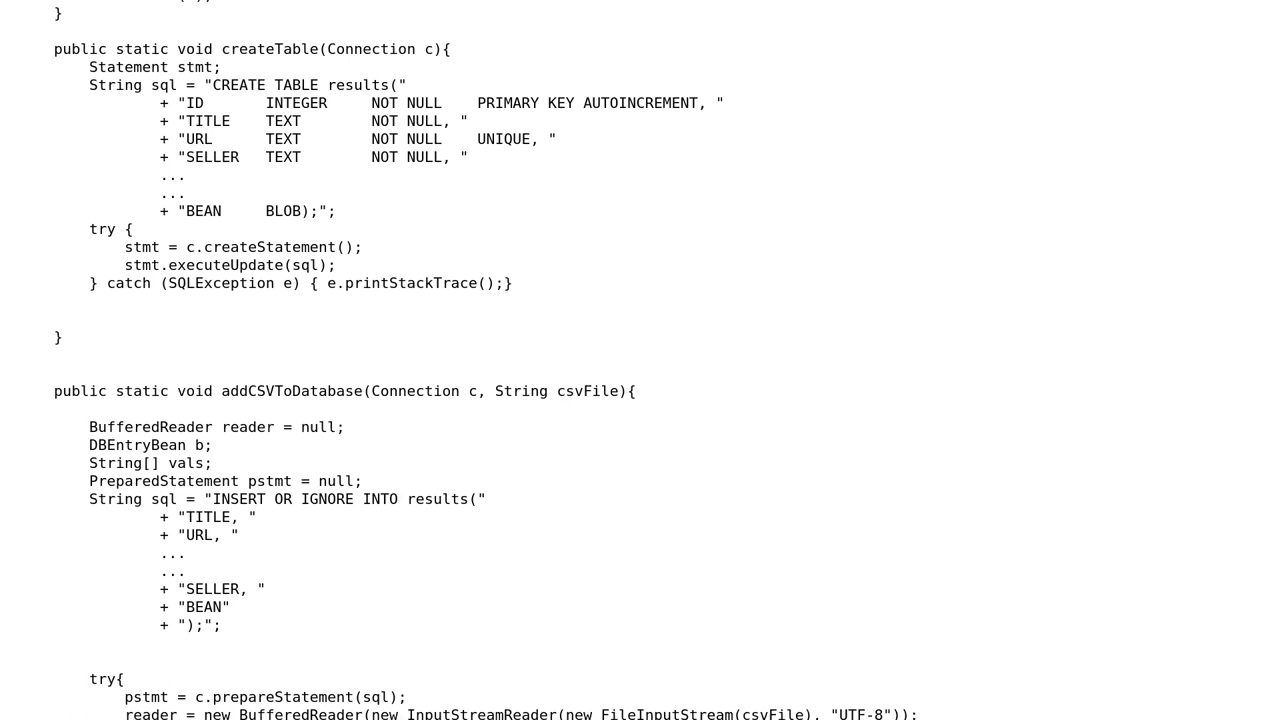 }
public static void createTable(Connection c){
Statement stmt;
String sql = "CREATE TABLE results("
+ "ID       INTEGER     NOT NULL    PRIMARY KEY AUTOINCREMENT, "
+ "TITLE    TEXT        NOT NULL, "
+ "URL      TEXT        NOT NULL    UNIQUE, "
+ "SELLER   TEXT        NOT NULL, "
...
...
+ "BEAN     BLOB);";
try {
stmt = c.createStatement();
stmt.executeUpdate(sql);
} catch (SQLException e) { e.printStackTrace();}
}
public static void addCSVToDatabase(Connection c, String csvFile){
BufferedReader reader = null;
DBEntryBean b;
String[] vals;
PreparedStatement pstmt = null;
String sql = "INSERT OR IGNORE INTO results("
+ "TITLE, "
+ "URL, "
...
...
+ "SELLER, "
+ "BEAN"
+ ");";
try{
pstmt = c.prepareStatement(sql);
reader = new BufferedReader(new InputStreamReader(new FileInputStream(csvFile), "UTF-8"));